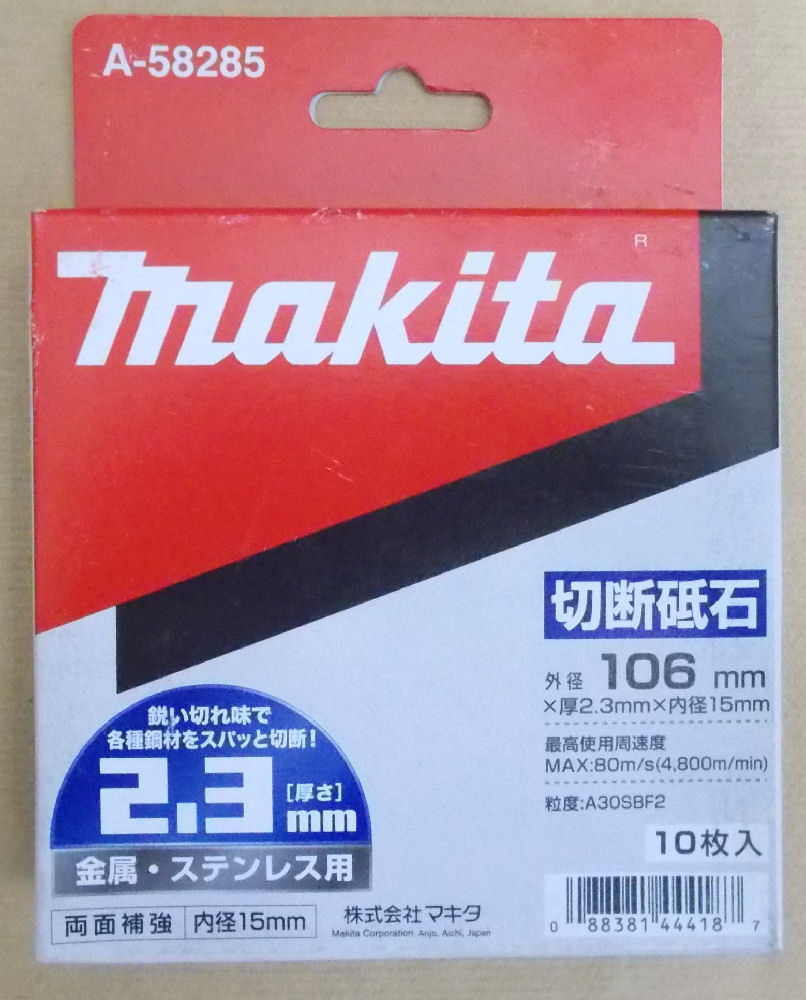 A-58285
makita R
切断砥石
外径 106 mm
×厚2.3mm×内径15mm
最高使用周速度
MAX:80m/s(4,800m/min)
粒度:A30SBF2
10枚入
鋭い切れ味で
各種鋼材をスパッと切断!
2.3 [厚さ] mm
金属・ステンレス用
両面補強 内径15mm
株式会社マキタ
Makita Corporation Anjo, Aichi, Japan
0 88381 44418 7